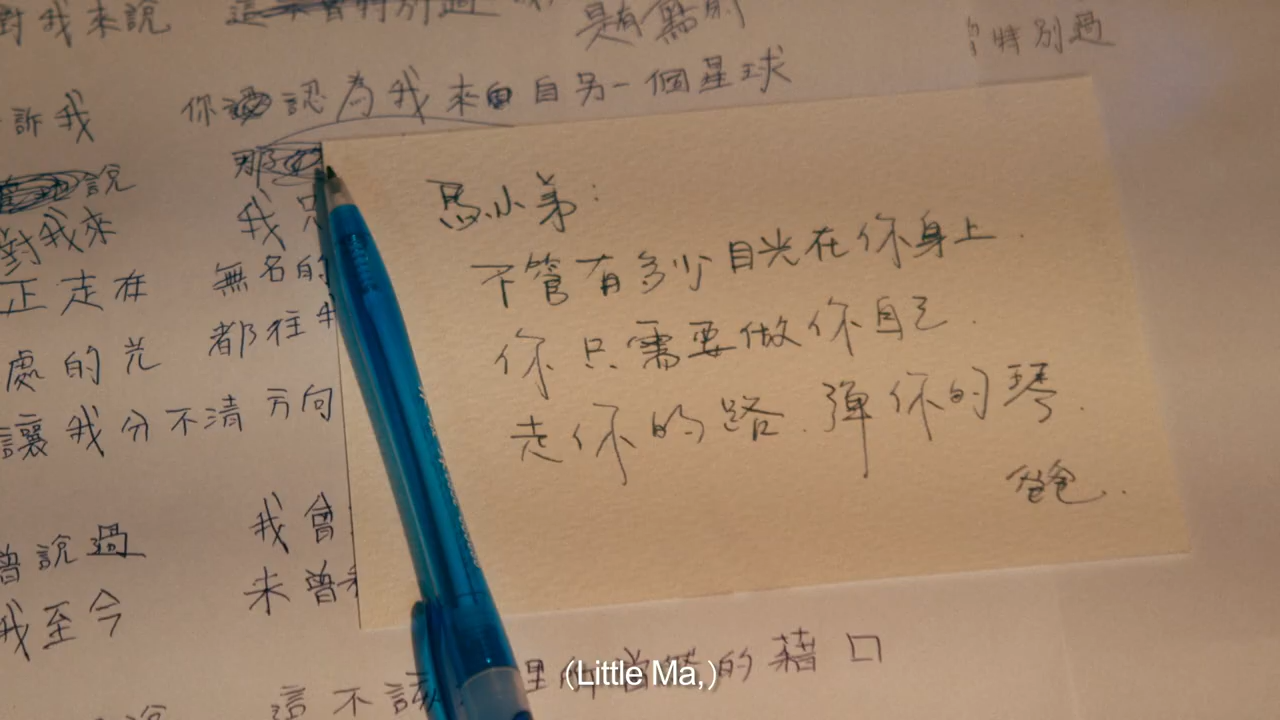 對我來說
是有點
特別過
訴我 你認為我來自另一個星球
說 那
對我來 我只
正走在 無名的
處的光 都往
讓我分不清方向
曾說過 我曾
我至今 未曾
馬小弟：
不管有多少目光在你身上.
你只需要做你自己.
走你的路.彈你的琴.
爸爸.
這不該 的藉口
(Little Ma,)